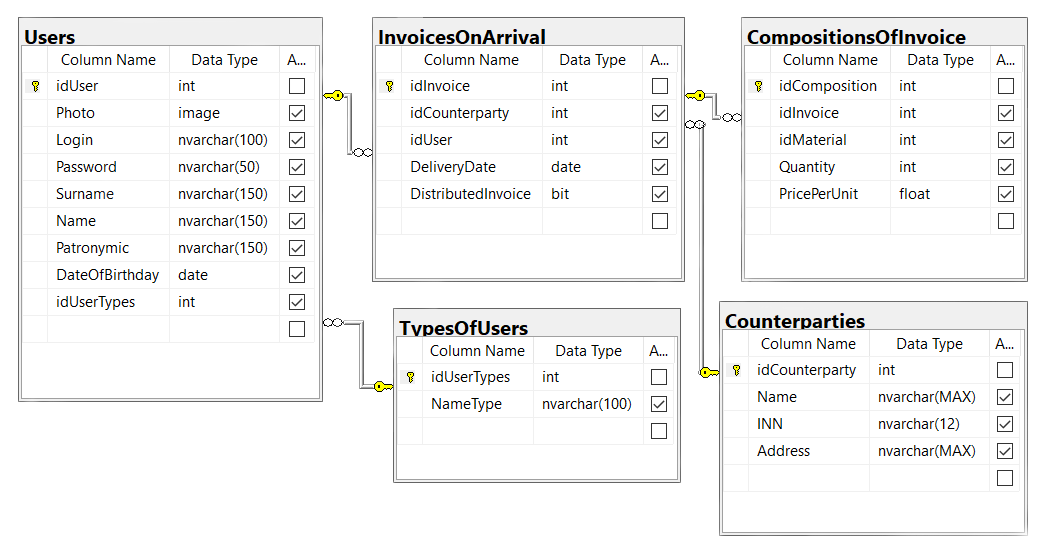 Users
Column Name Data Type A...
idUser int
Photo image
Login nvarchar(100)
Password nvarchar(50)
Surname nvarchar(150)
Name nvarchar(150)
Patronymic nvarchar(150)
DateOfBirthday date
idUserTypes int
InvoicesOnArrival
Column Name Data Type A...
idInvoice int
idCounterparty int
idUser int
DeliveryDate date
DistributedInvoice bit
CompositionsOfInvoice
Column Name Data Type A...
idComposition int
idInvoice int
idMaterial int
Quantity int
PricePerUnit float
TypesOfUsers
Column Name Data Type A...
idUserTypes int
NameType nvarchar(100)
Counterparties
Column Name Data Type A...
idCounterparty int
Name nvarchar(MAX)
INN nvarchar(12)
Address nvarchar(MAX)